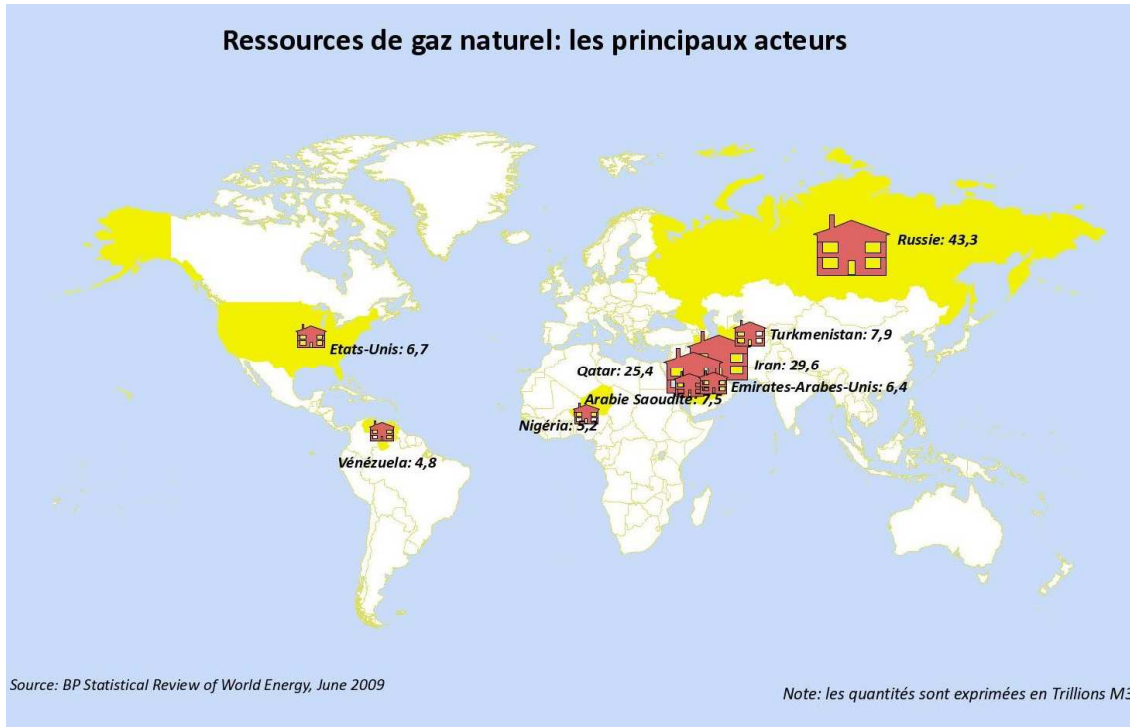 Ressources de gaz naturel: les principaux acteurs
Russie: 43,3
Turkmenistan: 7,9
Etats-Unis: 6,7
Iran: 29,6
Qatar: 25,4
Emirates-Arabes-Unis: 6,4
Arabie Saoudite: 7,5
Nigéria: 5,2
Vénézuela: 4,8
Source: BP Statistical Review of World Energy, June 2009
Note: les quantités sont exprimées en Trillions M3